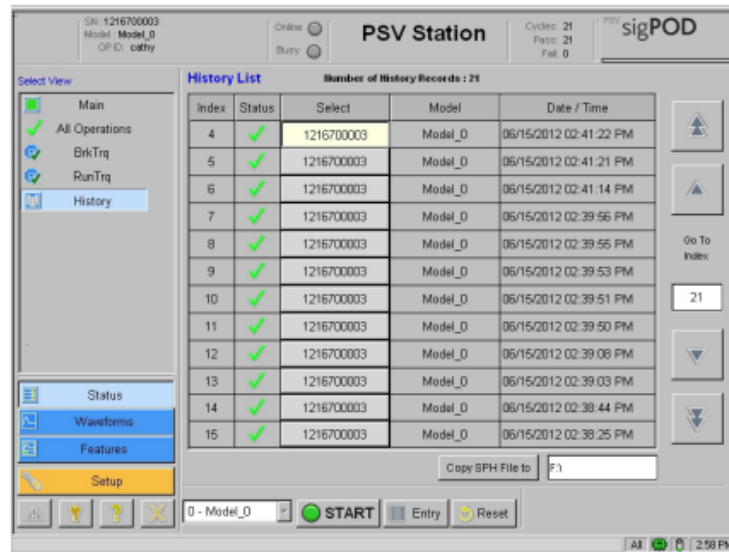 SN: 1216700003
Model : Model_0
OP ID: cathy
Online
Busy
PSV Station
Cycles: 21
Pass: 21
Fail: 0
PSV sigPOD
Select View
Main
All Operations
BrkTrq
RunTrq
History
Status
Waveforms
Features
Setup
History List
Number of History Records : 21
Index Status Select Model Date / Time
4 1216700003 Model_0 06/15/2012 02:41:22 PM
5 1216700003 Model_0 06/15/2012 02:41:21 PM
6 1216700003 Model_0 06/15/2012 02:41:14 PM
7 1216700003 Model_0 06/15/2012 02:39:56 PM
8 1216700003 Model_0 06/15/2012 02:39:55 PM
9 1216700003 Model_0 06/15/2012 02:39:53 PM
10 1216700003 Model_0 06/15/2012 02:39:51 PM
11 1216700003 Model_0 06/15/2012 02:39:50 PM
12 1216700003 Model_0 06/15/2012 02:39:08 PM
13 1216700003 Model_0 06/15/2012 02:39:03 PM
14 1216700003 Model_0 06/15/2012 02:38:44 PM
15 1216700003 Model_0 06/15/2012 02:38:25 PM
Go To
Index
21
Copy SPH File to
F:\
0 - Model_0
START
Entry
Reset
All
2:58 PM